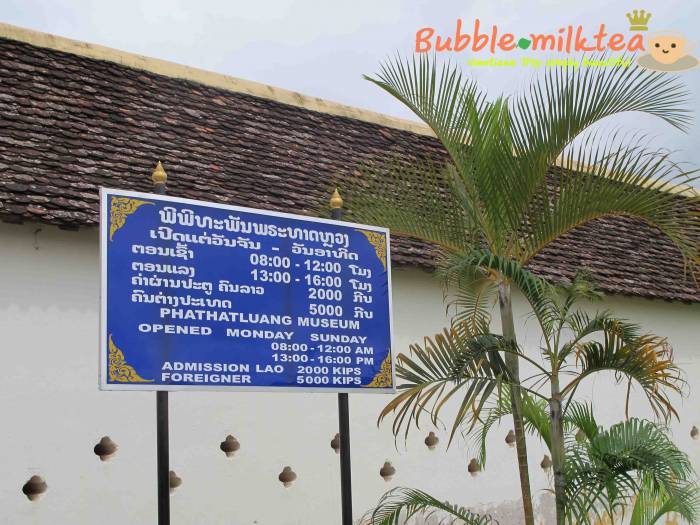 Bubble milktea
ພິພິທະພັນພຣະທາດຫຼວງ
ເປີດແຕ່ວັນຈັນ - ວັນອາທິດ
ຕອນເຊົ້າ 08:00 - 12:00 ໂມງ
ຕອນແລງ 13:00 - 16:00 ໂມງ
ຄ່າຜ່ານປະຕູ ຄົນລາວ 2000 ກີບ
ຄົນຕ່າງປະເທດ 5000 ກີບ
PHATHATLUANG MUSEUM
OPENED MONDAY SUNDAY
08:00 - 12:00 AM
13:00 - 16:00 PM
ADMISSION LAO 2000 KIPS
FOREIGNER 5000 KIPS